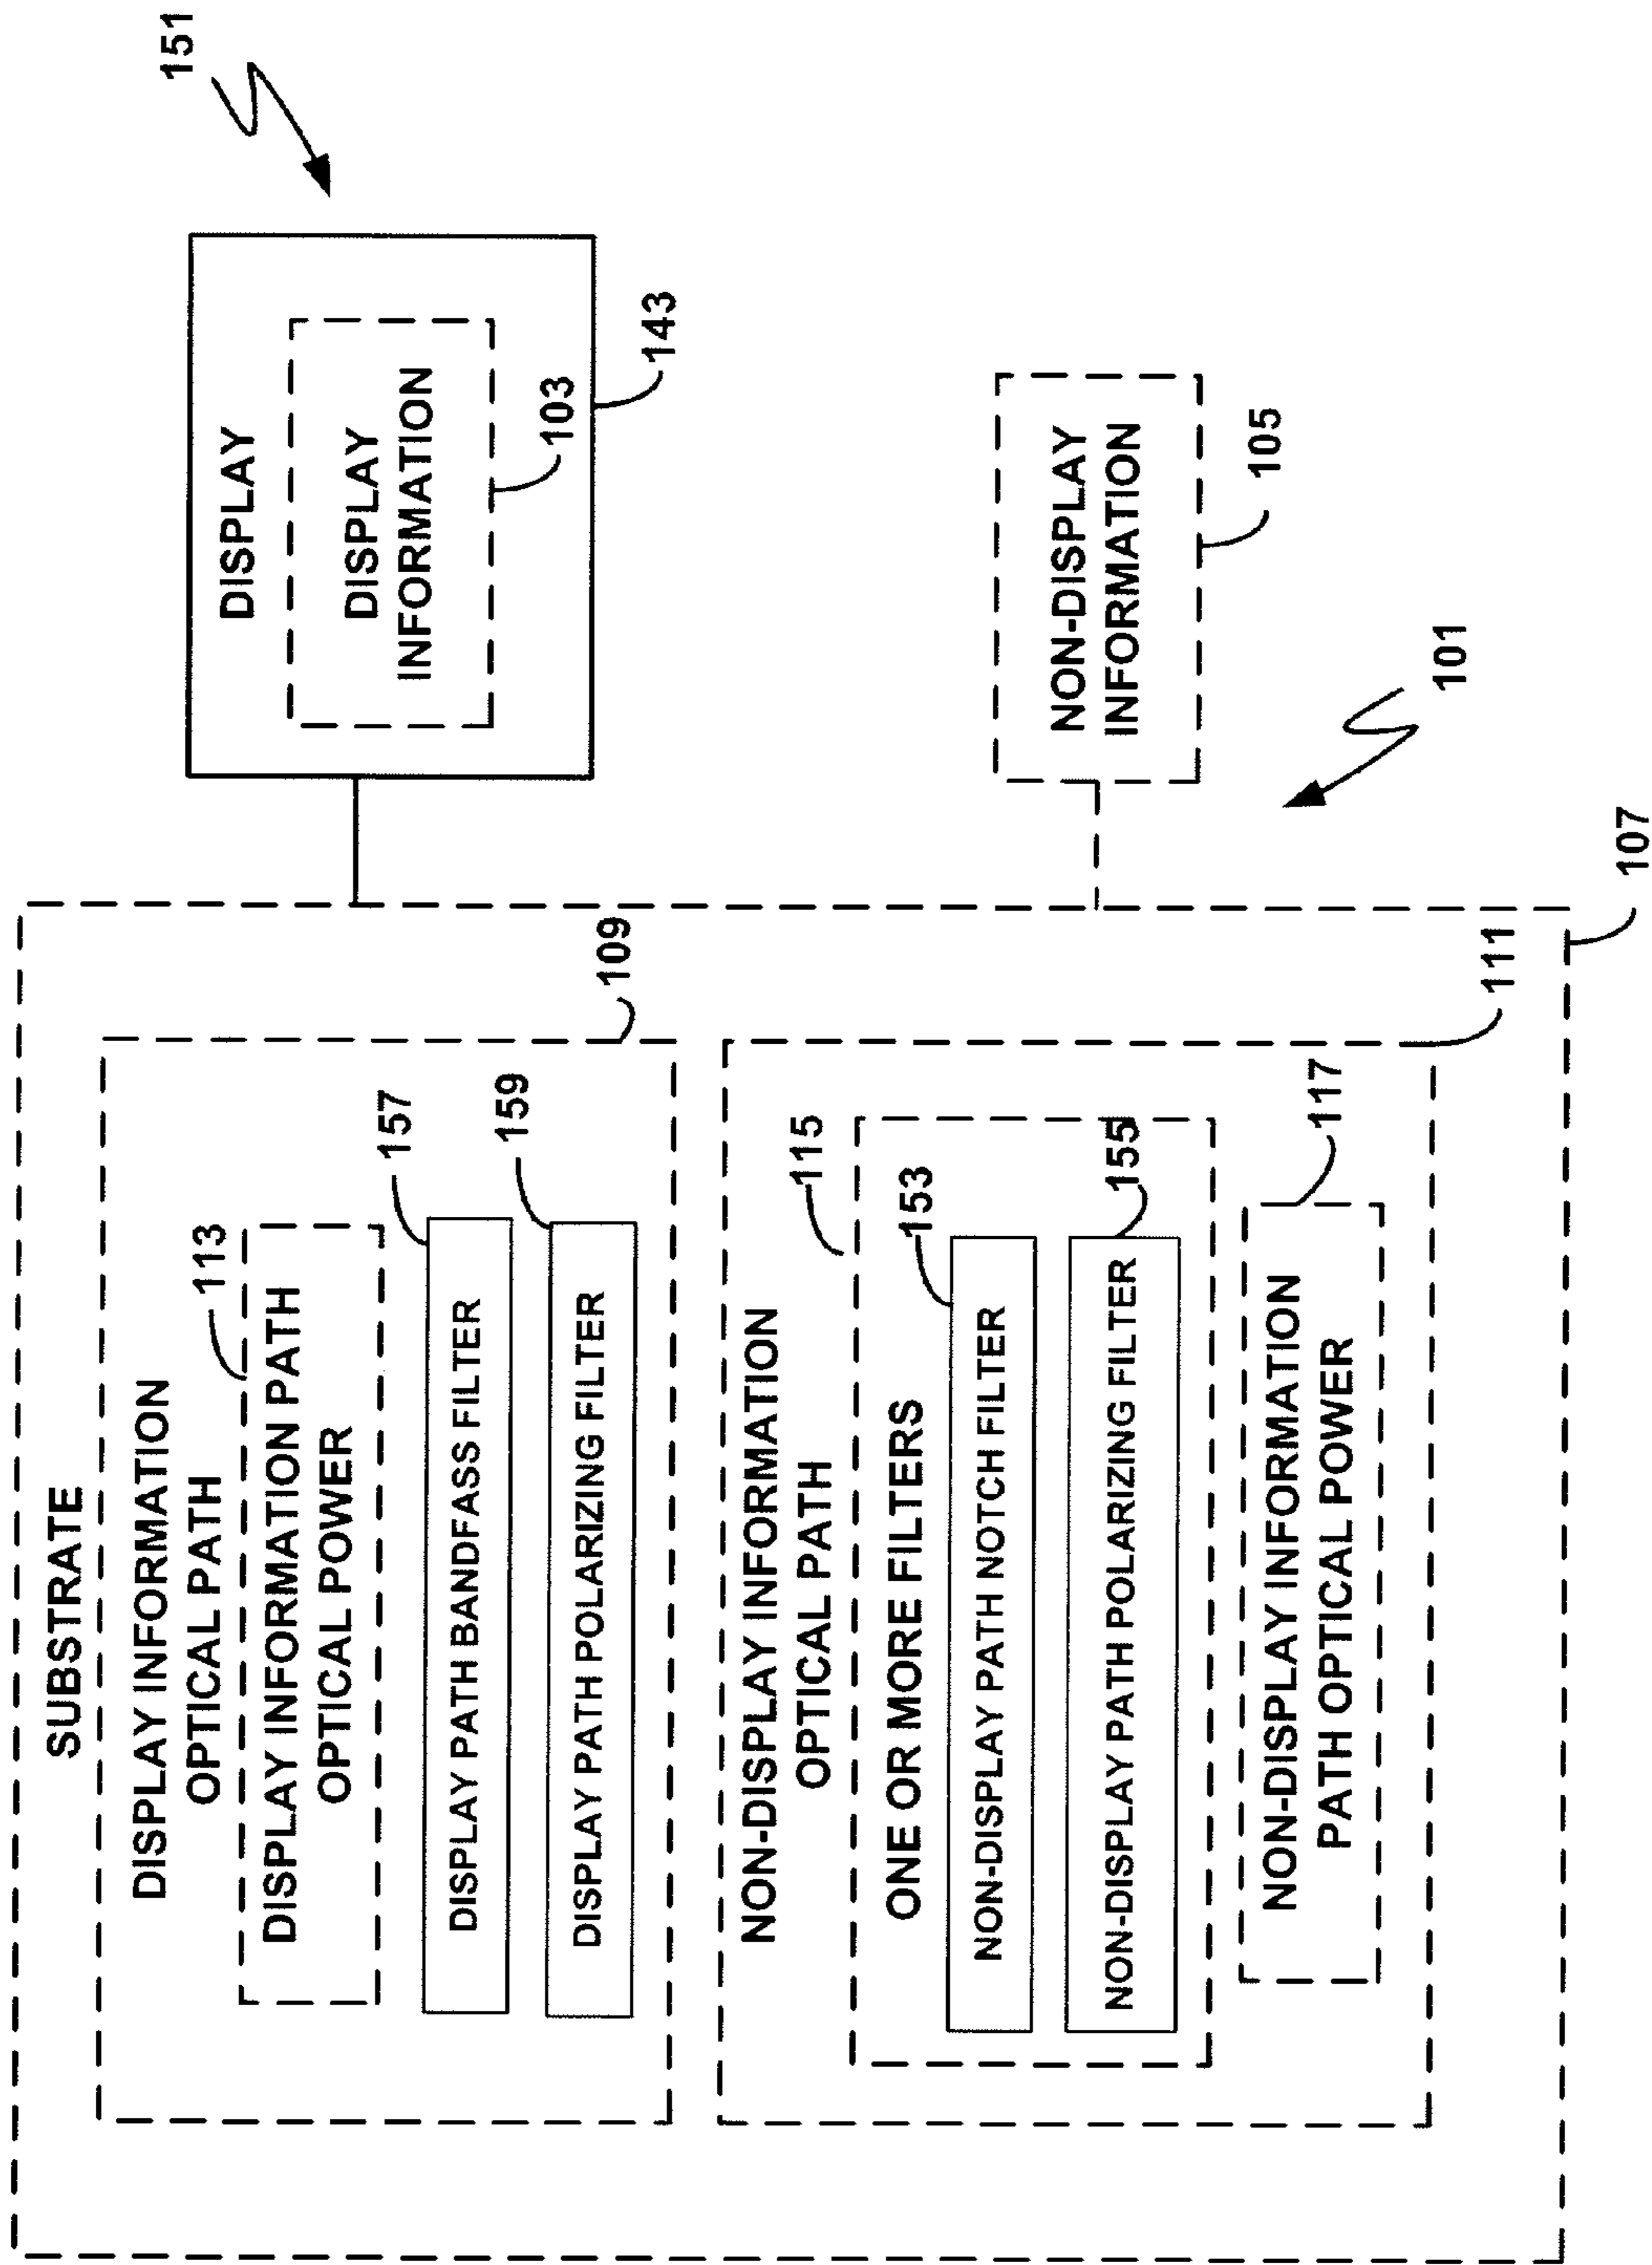 SUBSTRATE
DISPLAY INFORMATION
OPTICAL PATH
113
DISPLAY INFORMATION PATH
OPTICAL POWER
157
DISPLAY PATH BANDFASS FILTER
159
DISPLAY PATH POLARIZING FILTER
109
NON-DISPLAY INFORMATION
OPTICAL PATH
115
ONE OR MORE FILTERS
153
NON-DISPLAY PATH NOTCH FILTER
155
NON-DISPLAY PATH POLARIZING FILTER
117
NON-DISPLAY INFORMATION
PATH OPTICAL POWER
111
107
DISPLAY
DISPLAY
INFORMATION
103
143
151
NON-DISPLAY
INFORMATION
105
101